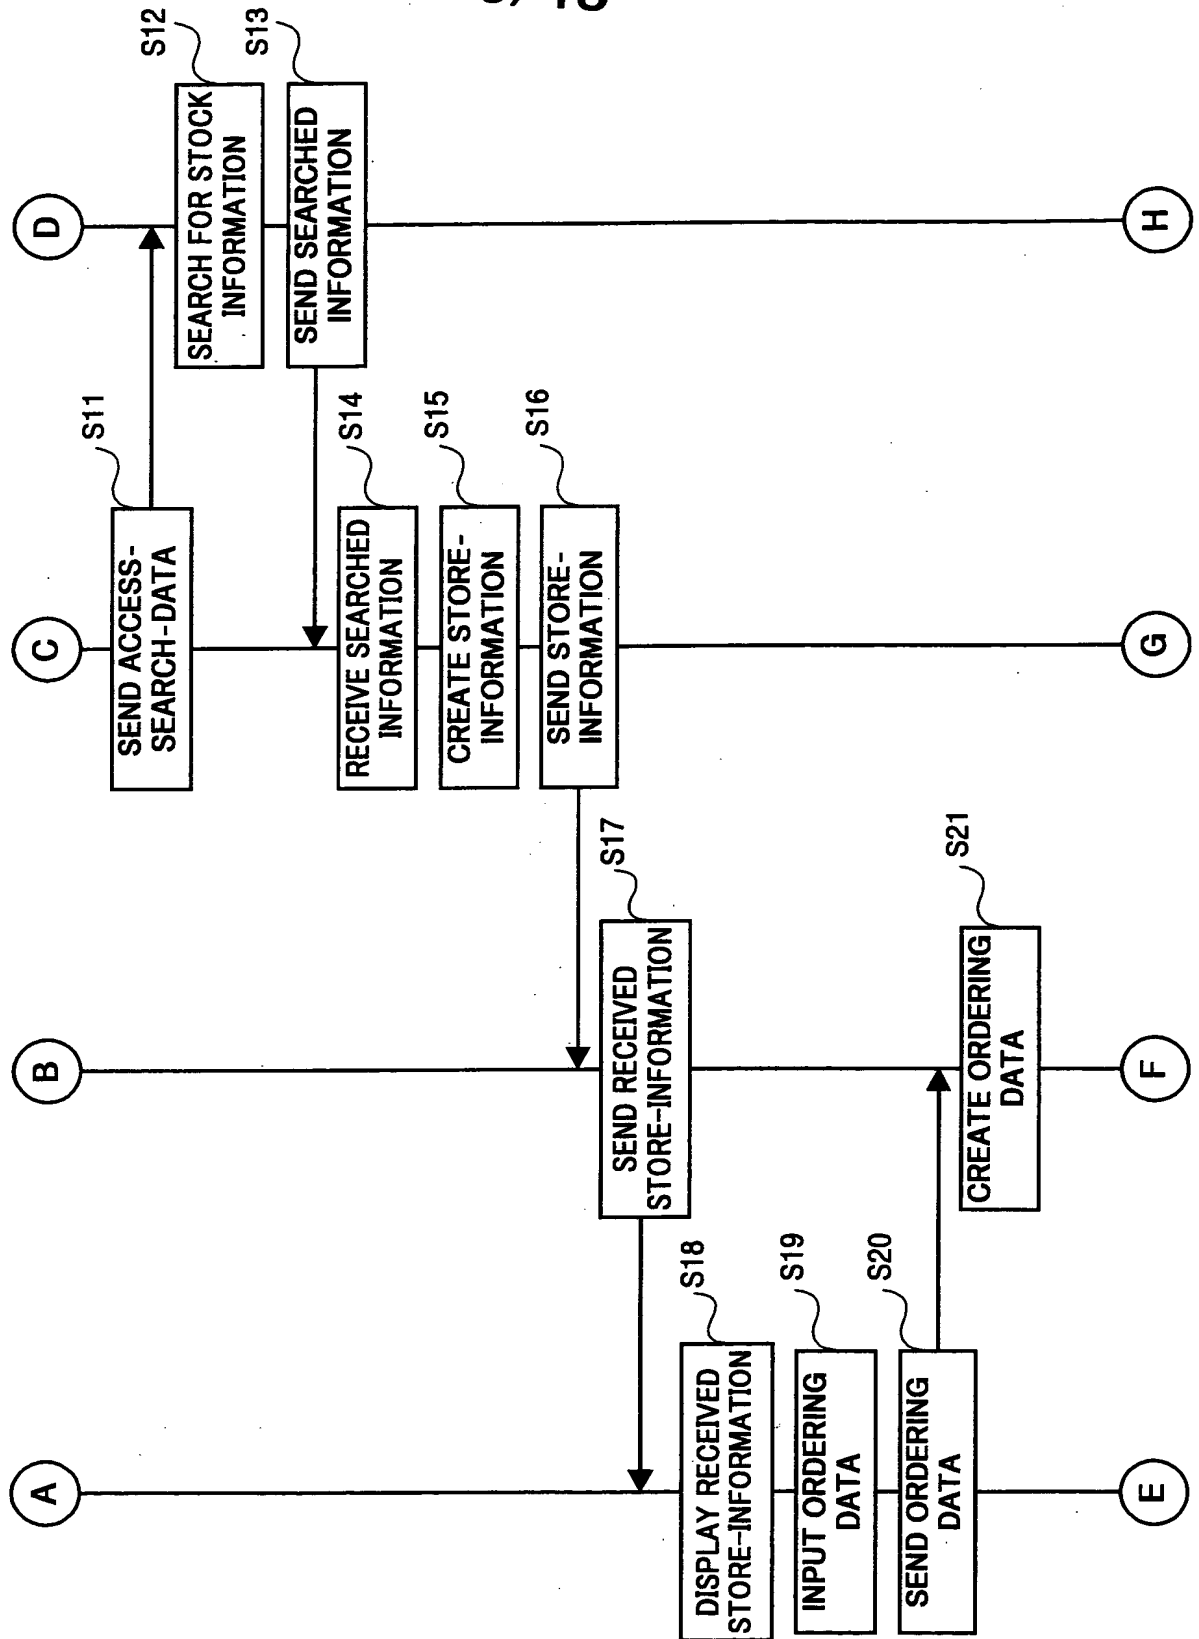 A
B
C
D
SEND ACCESS-
SEARCH-DATA
S11
SEARCH FOR STOCK
INFORMATION
S12
SEND SEARCHED
INFORMATION
S13
RECEIVE SEARCHED
INFORMATION
S14
CREATE STORE-
INFORMATION
S15
SEND STORE-
INFORMATION
S16
SEND RECEIVED
STORE-INFORMATION
S17
DISPLAY RECEIVED
STORE-INFORMATION
S18
INPUT ORDERING
DATA
S19
SEND ORDERING
DATA
S20
CREATE ORDERING
DATA
S21
E
F
G
H